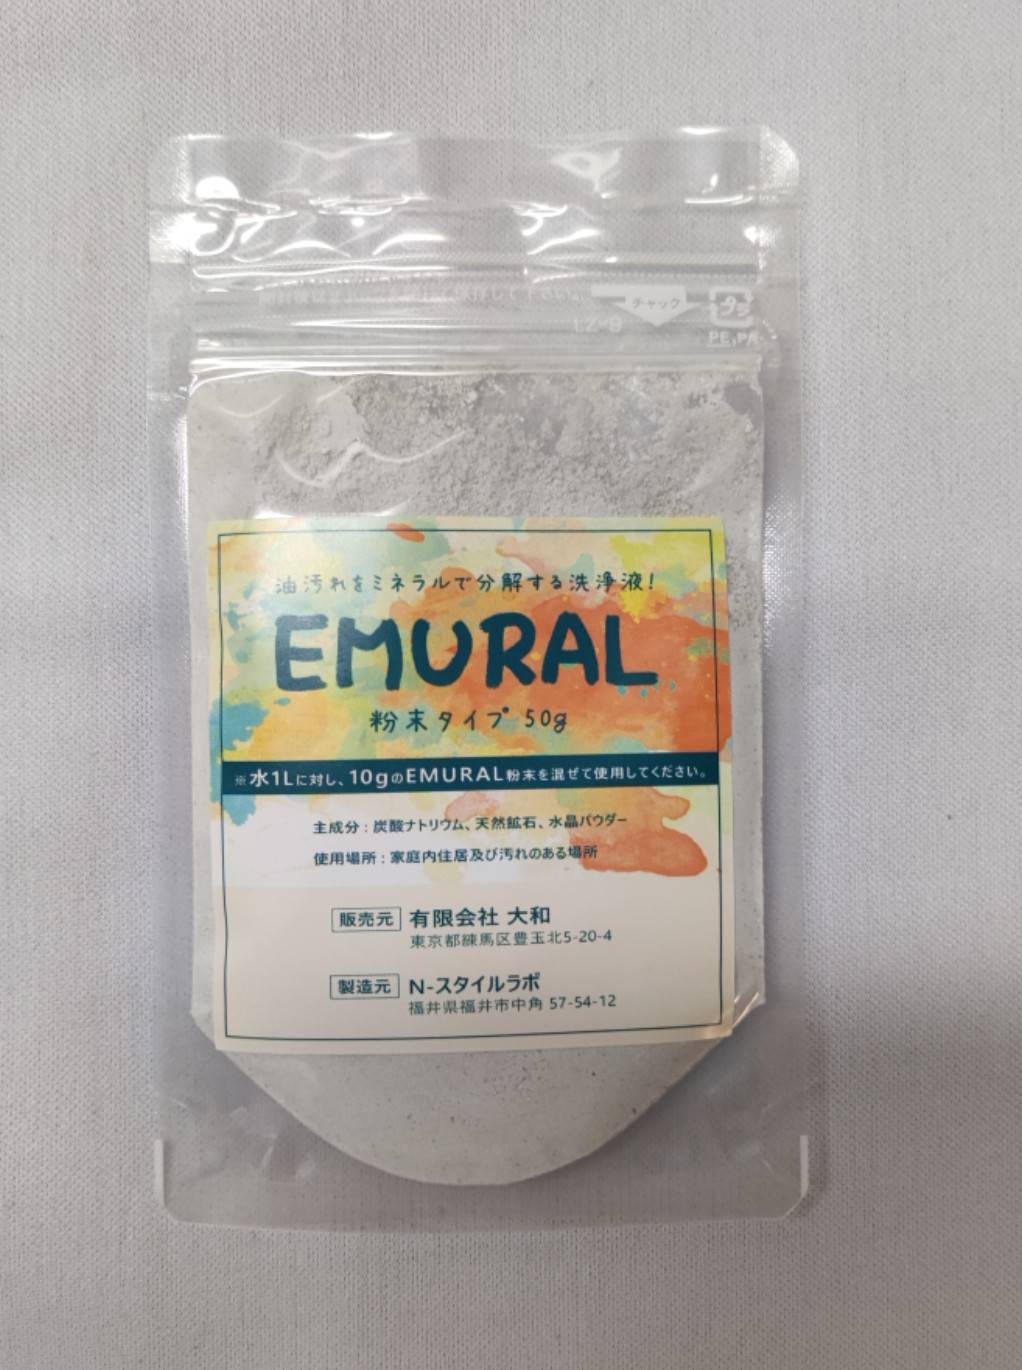 チャック
LZ-9
プラ
PE,PA
油汚れをミネラルで分解する洗浄液!
EMURAL
粉末タイプ 50g
※水1Lに対し、10gのEMURAL粉末を混ぜて使用してください。
主成分:炭酸ナトリウム、天然鉱石、水晶パウダー
使用場所:家庭内住居及び汚れのある場所
販売元 有限会社 大和
東京都練馬区豊玉北5-20-4
製造元 N-スタイルラボ
福井県福井市中角 57-54-12